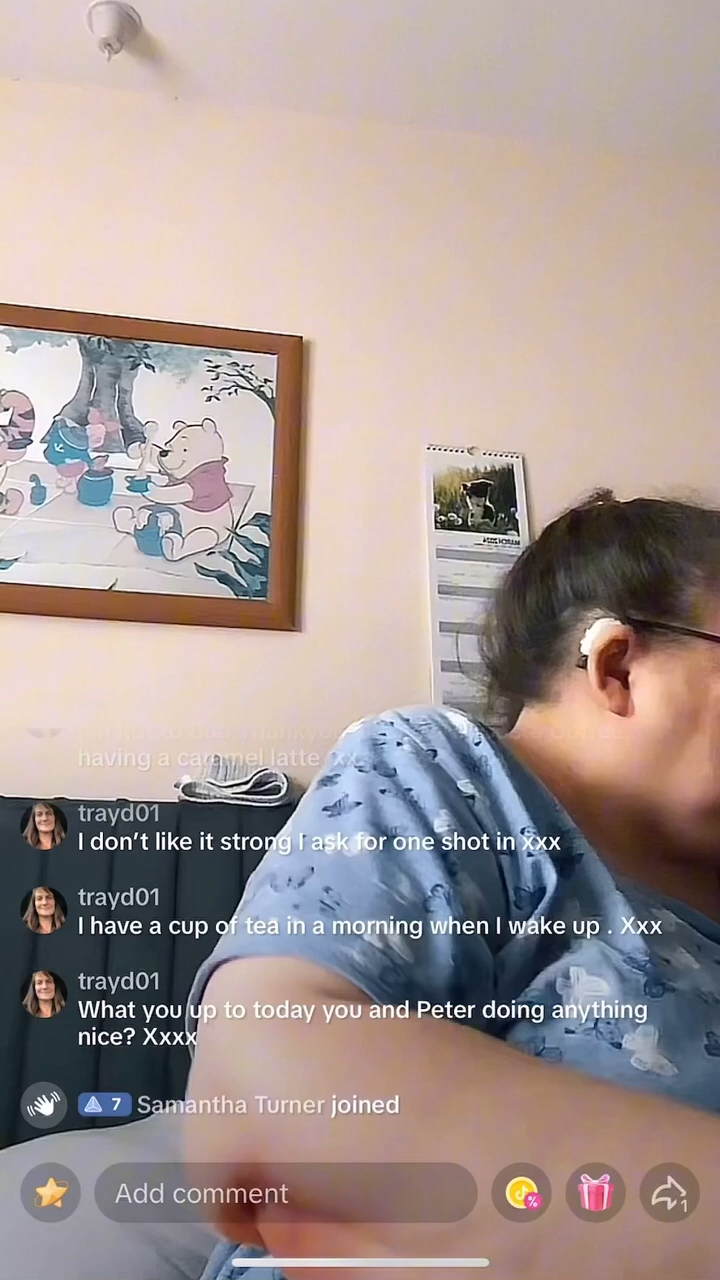 having a caramel latte xx
trayd01
I don't like it strong I ask for one shot in xxx
trayd01
I have a cup of tea in a morning when I wake up . Xxx
trayd01
What you up to today you and Peter doing anything
nice? Xxxx
7 Samantha Turner joined
Add comment
1